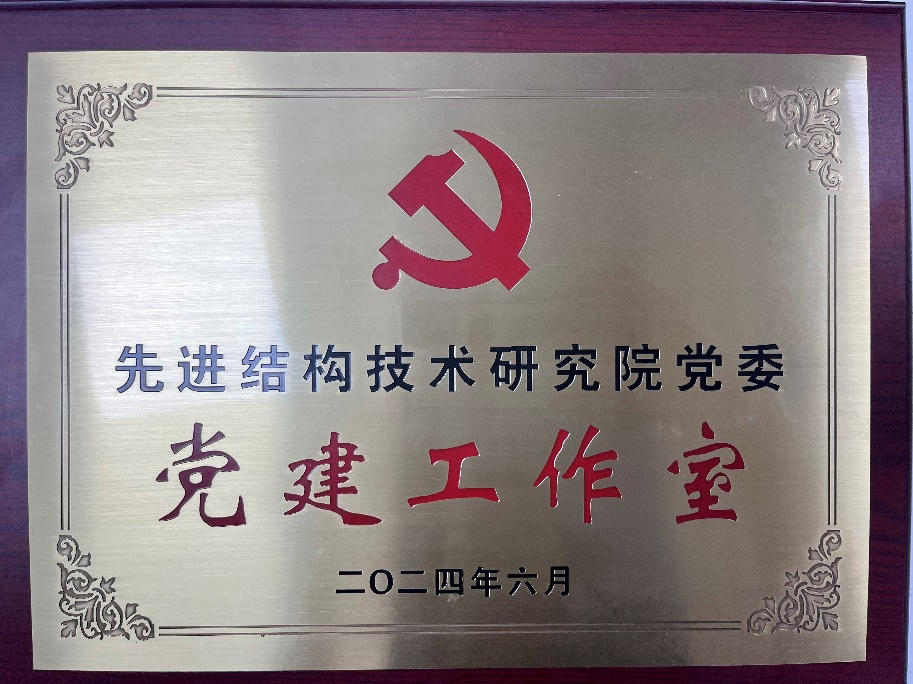 先进结构技术研究院党委
党建工作室
二〇二四年六月